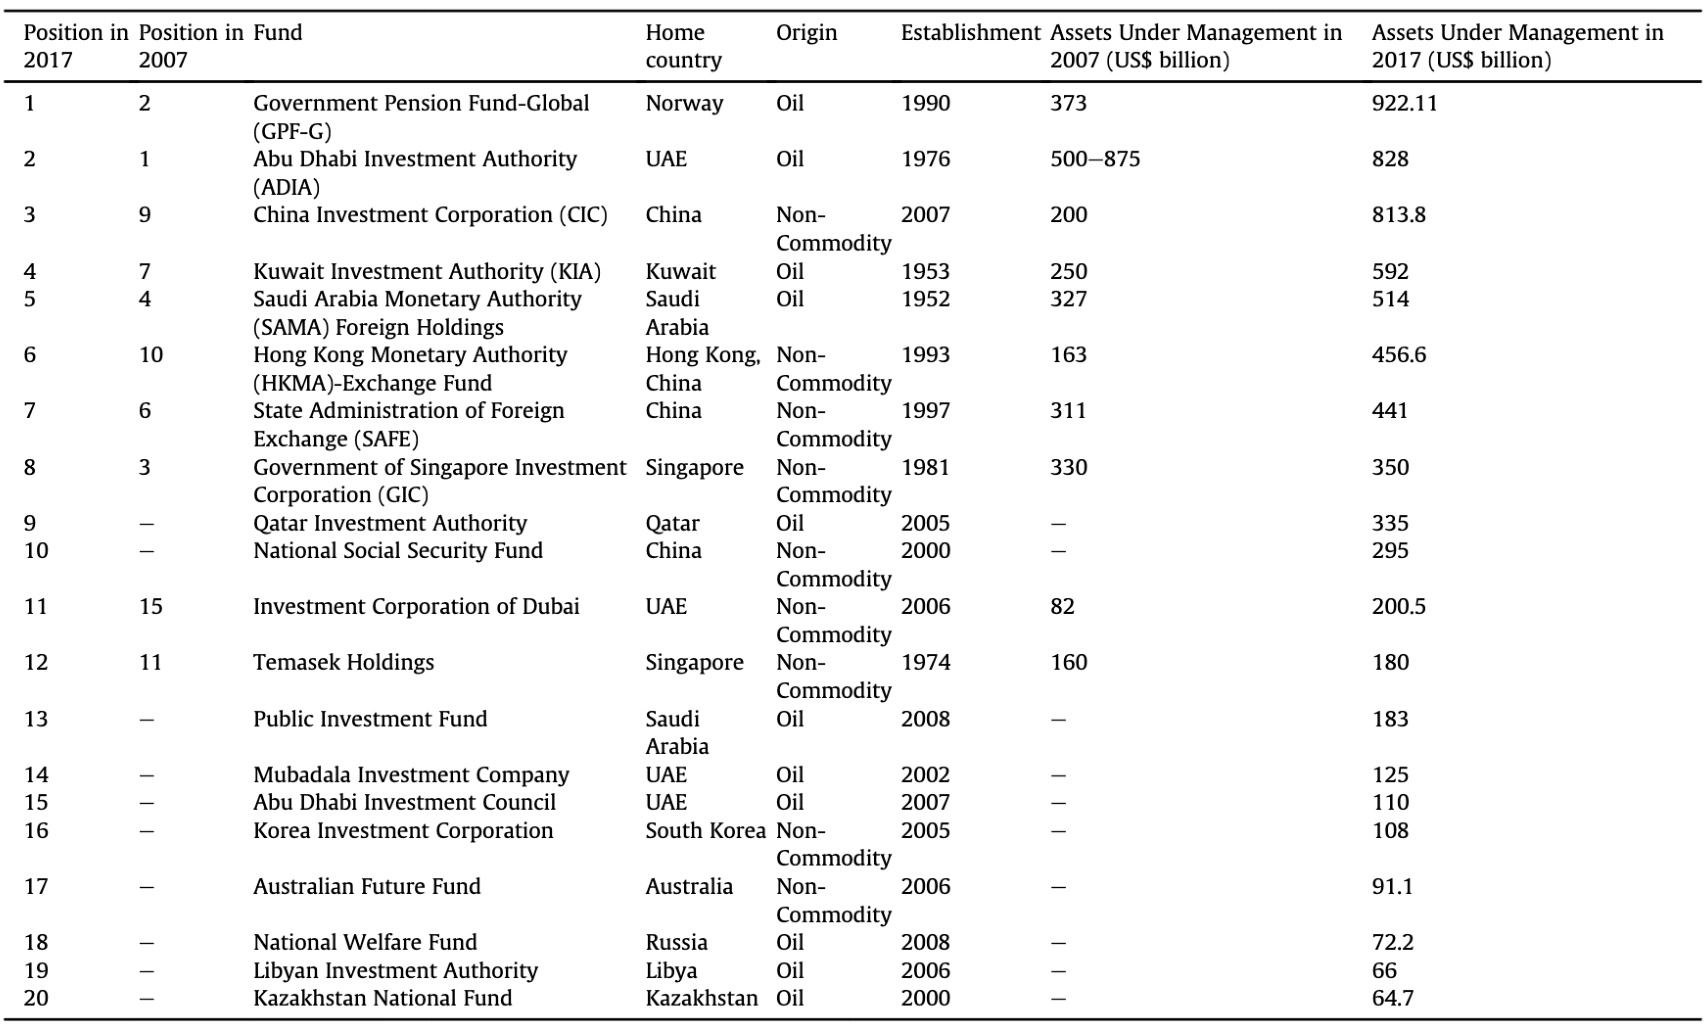 Position in Position in Fund Home Origin Establishment Assets Under Management in Assets Under Management in
2017 2007 country 2007 (US$ billion) 2017 (US$ billion)
1 2 Government Pension Fund-Global Norway Oil 1990 373 922.11
(GPF-G)
2 1 Abu Dhabi Investment Authority UAE Oil 1976 500–875 828
(ADIA)
3 9 China Investment Corporation (CIC) China Non- 2007 200 813.8
Commodity
4 7 Kuwait Investment Authority (KIA) Kuwait Oil 1953 250 592
5 4 Saudi Arabia Monetary Authority Saudi Oil 1952 327 514
(SAMA) Foreign Holdings Arabia
6 10 Hong Kong Monetary Authority Hong Kong, Non- 1993 163 456.6
(HKMA)-Exchange Fund China Commodity
7 6 State Administration of Foreign China Non- 1997 311 441
Exchange (SAFE) Commodity
8 3 Government of Singapore Investment Singapore Non- 1981 330 350
Corporation (GIC) Commodity
9 – Qatar Investment Authority Qatar Oil 2005 – 335
10 – National Social Security Fund China Non- 2000 – 295
Commodity
11 15 Investment Corporation of Dubai UAE Non- 2006 82 200.5
Commodity
12 11 Temasek Holdings Singapore Non- 1974 160 180
Commodity
13 – Public Investment Fund Saudi Oil 2008 – 183
Arabia
14 – Mubadala Investment Company UAE Oil 2002 – 125
15 – Abu Dhabi Investment Council UAE Oil 2007 – 110
16 – Korea Investment Corporation South Korea Non- 2005 – 108
Commodity
17 – Australian Future Fund Australia Non- 2006 – 91.1
Commodity
18 – National Welfare Fund Russia Oil 2008 – 72.2
19 – Libyan Investment Authority Libya Oil 2006 – 66
20 – Kazakhstan National Fund Kazakhstan Oil 2000 – 64.7